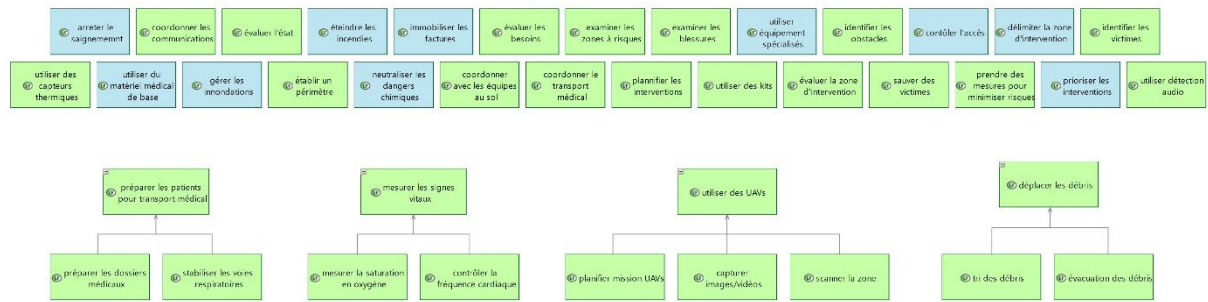 arreter le
saignememnt
coordonner les
communications
évaluer l'état
éteindre les
incendies
immobiliser les
factures
évaluer les
besoins
examiner les
zones à risques
examiner les
blessures
utiliser
équipement
spécialisés
identifier les
obstacles
contôler l'accès
délimiter la zone
d'intervention
identifier les
victimes
utiliser des
capteurs
thermiques
utiliser du
matériel médical
de base
gérer les
innondations
établir un
périmètre
neutraliser les
dangers
chimiques
coordonner
avec les équipes
au sol
coordonner le
transport
médical
plannifier les
interventions
utiliser des kits
évaluer la zone
d'intervention
sauver des
victimes
prendre des
mesures pour
minimiser risques
prioriser les
interventions
utiliser détection
audio
préparer les patients
pour transport médical
mesurer les signes
vitaux
utiliser des UAVs
déplacer les débris
préparer les dossiers
médicaux
stabiliser les voies
respiratoires
mesurer la saturation
en oxygène
contrôler la
fréquence cardiaque
planifier mission UAVs
capturer
images/vidéos
scanner la zone
tri des débris
évacuation des débris